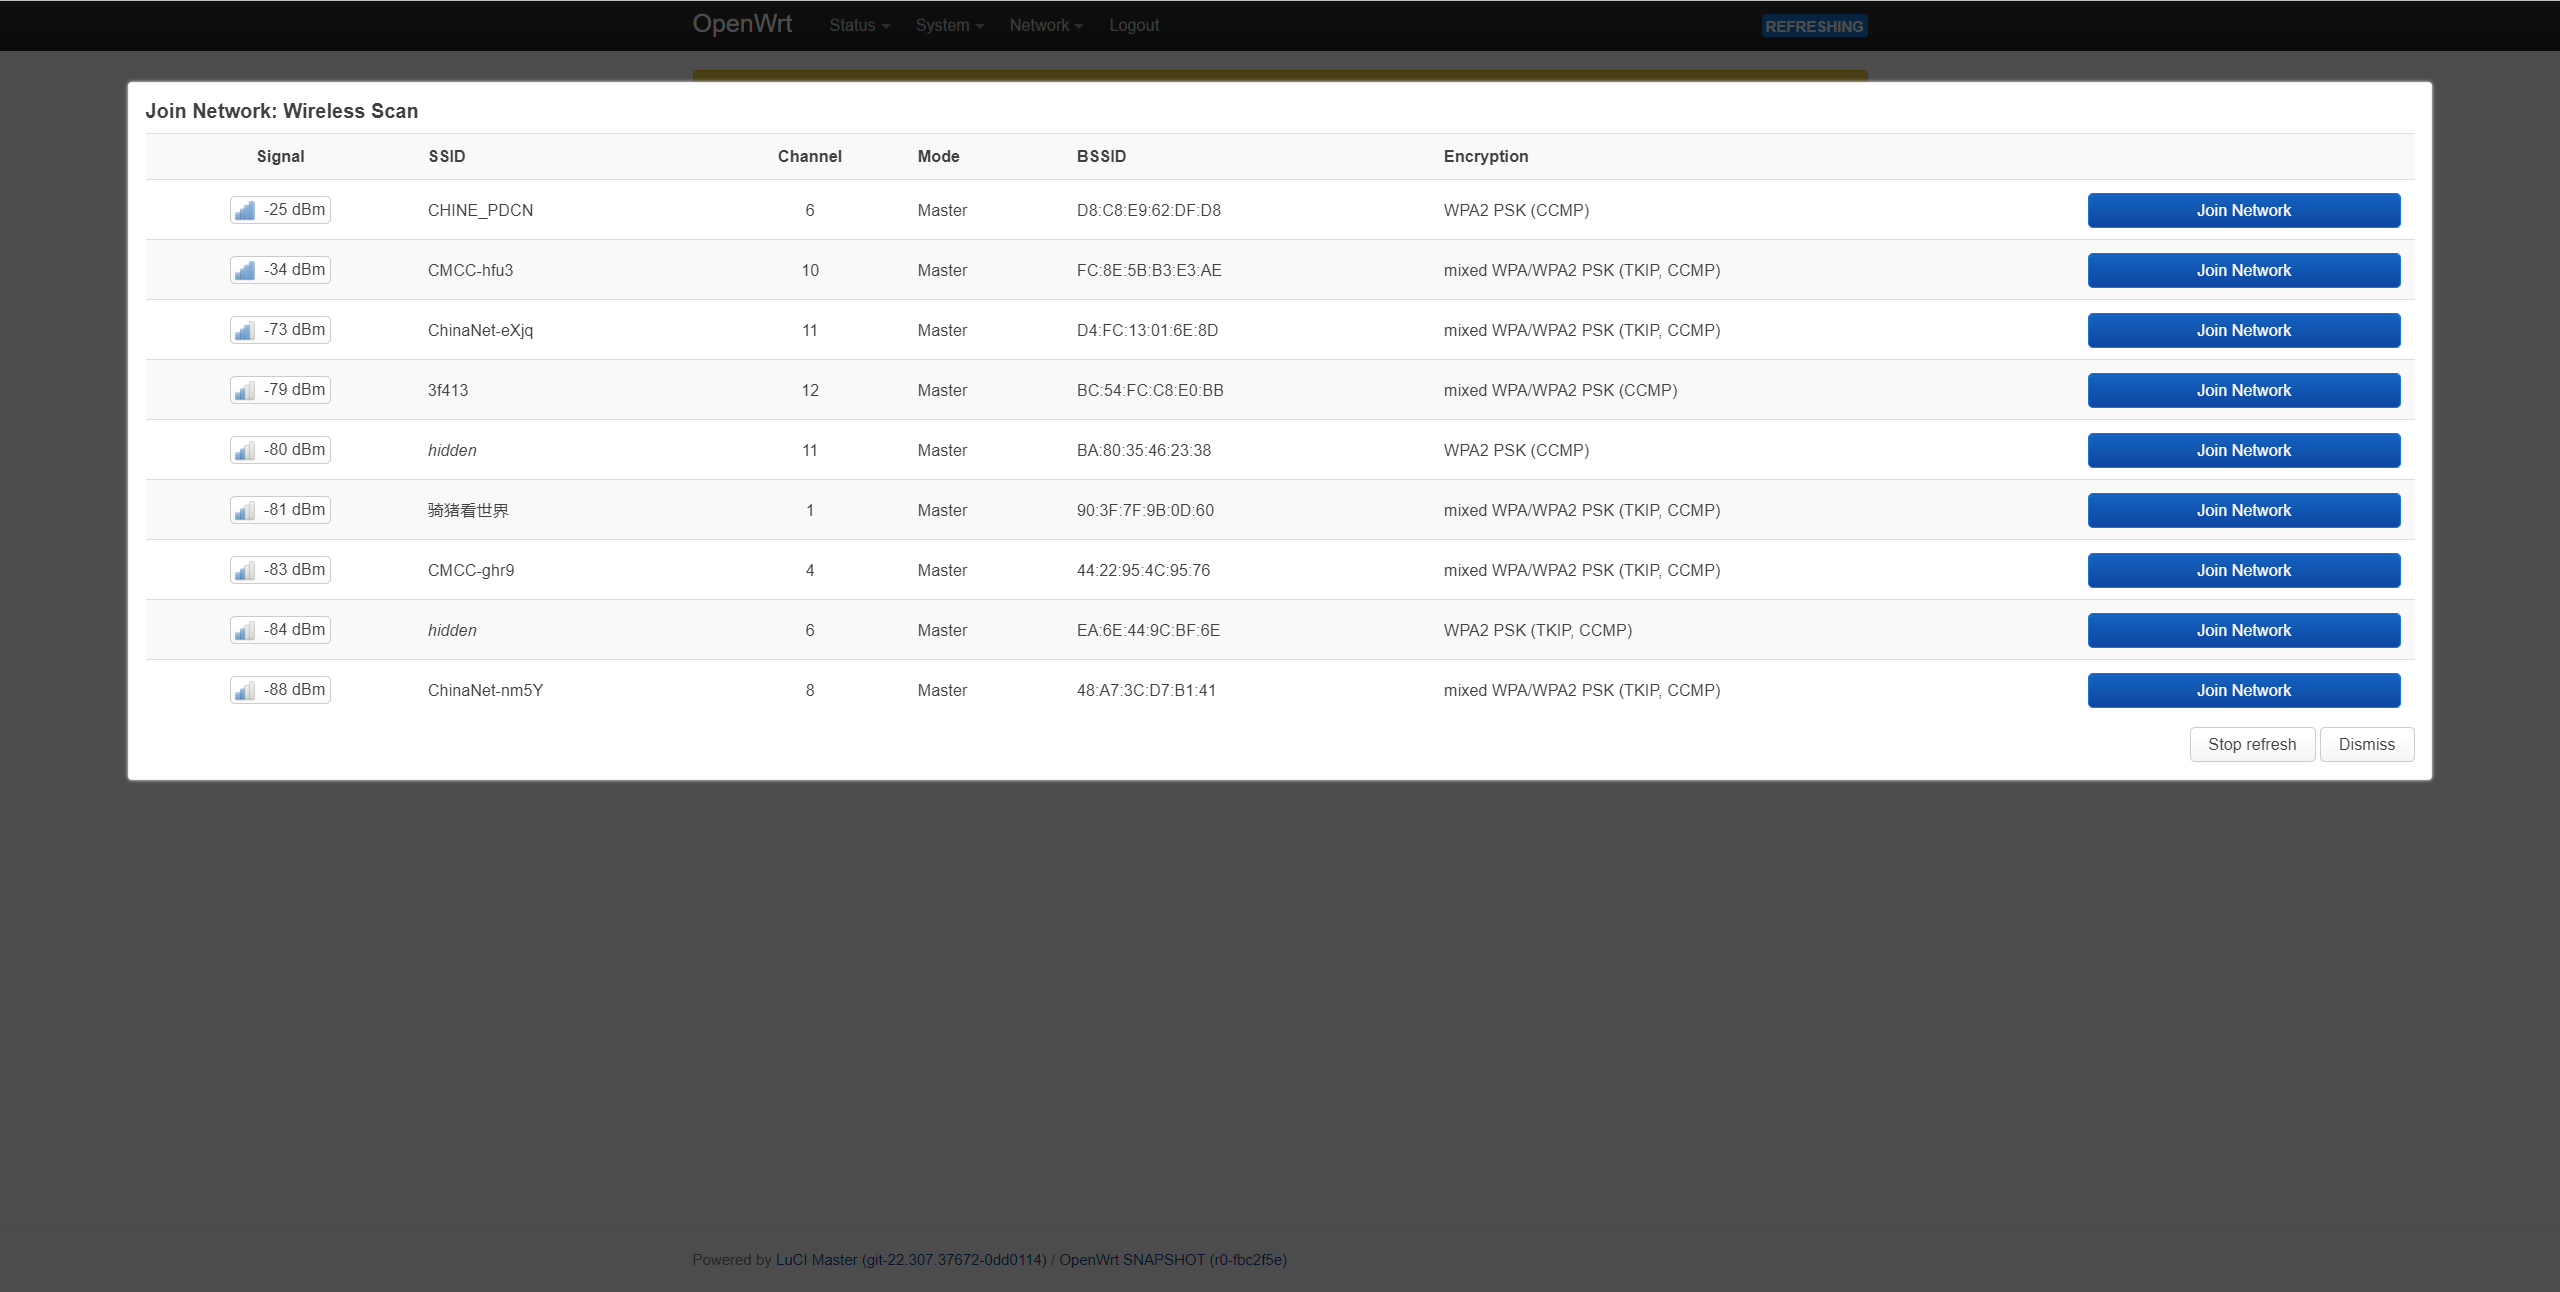 OpenWrt Status System Network Logout REFRESHING
Join Network: Wireless Scan
Signal SSID Channel Mode BSSID Encryption
-25 dBm CHINE_PDCN 6 Master D8:C8:E9:62:DF:D8 WPA2 PSK (CCMP) Join Network
-34 dBm CMCC-hfu3 10 Master FC:8E:5B:B3:E3:AE mixed WPA/WPA2 PSK (TKIP, CCMP) Join Network
-73 dBm ChinaNet-eXjq 11 Master D4:FC:13:01:6E:8D mixed WPA/WPA2 PSK (TKIP, CCMP) Join Network
-79 dBm 3f413 12 Master BC:54:FC:C8:E0:BB mixed WPA/WPA2 PSK (CCMP) Join Network
-80 dBm hidden 11 Master BA:80:35:46:23:38 WPA2 PSK (CCMP) Join Network
-81 dBm 骑猪看世界 1 Master 90:3F:7F:9B:0D:60 mixed WPA/WPA2 PSK (TKIP, CCMP) Join Network
-83 dBm CMCC-ghr9 4 Master 44:22:95:4C:95:76 mixed WPA/WPA2 PSK (TKIP, CCMP) Join Network
-84 dBm hidden 6 Master EA:6E:44:9C:BF:6E WPA2 PSK (TKIP, CCMP) Join Network
-88 dBm ChinaNet-nm5Y 8 Master 48:A7:3C:D7:B1:41 mixed WPA/WPA2 PSK (TKIP, CCMP) Join Network
Stop refresh Dismiss
Powered by LuCI Master (git-22.307.37672-0dd0114) / OpenWrt SNAPSHOT (r0-fbc2f5e)